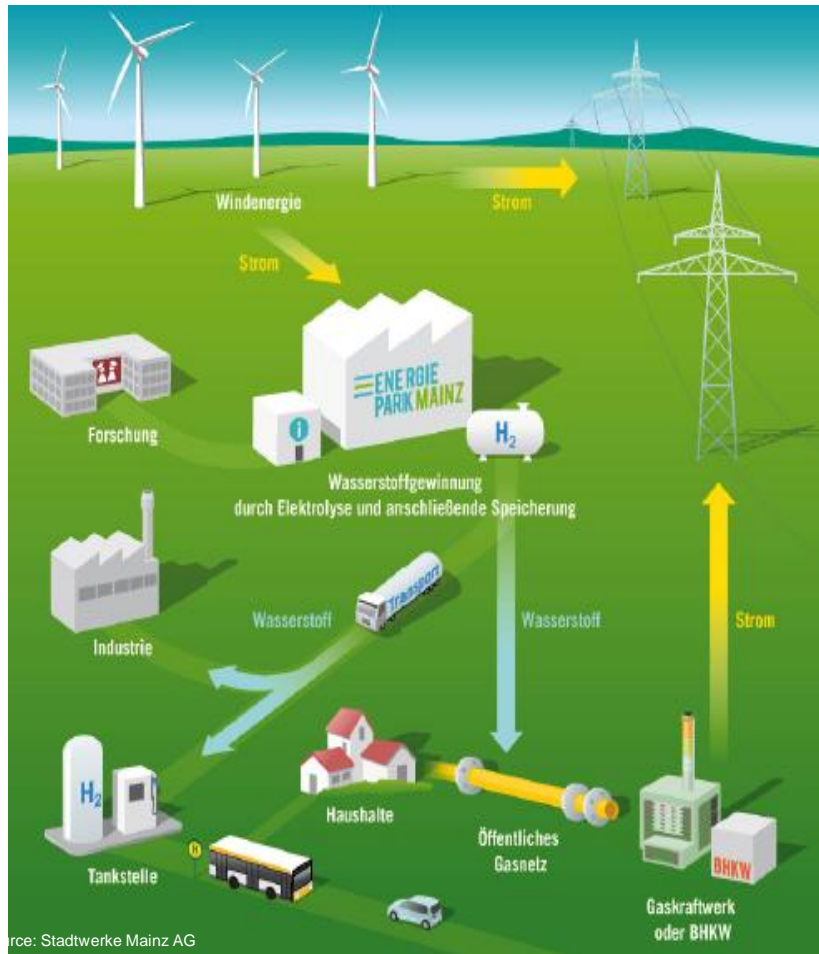 Windenergie
Strom
Strom
ENERGIE
PARK MAINZ
i
H2
Forschung
Wasserstoffgewinnung
durch Elektrolyse und anschließende Speicherung
Transport
Wasserstoff
Wasserstoff
Strom
Industrie
H2
Haushalte
Tankstelle
H
Öffentliches
Gasnetz
BHKW
Gaskraftwerk
oder BHKW
rce: Stadtwerke Mainz AG